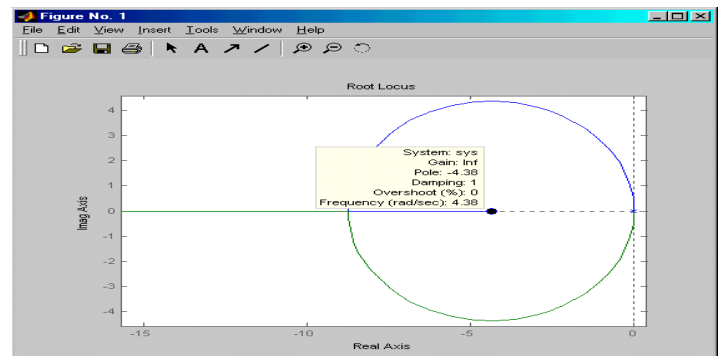 Figure No. 1
File Edit View Insert Tools Window Help
A
Root Locus
4
3
2
1
0
-1
-2
-3
-4
Imag Axis
System: sys
Gain: Inf
Pole: -4.38
Damping: 1
Overshoot (%): 0
Frequency (rad/sec): 4.38
-15 -10 -5 0
Real Axis